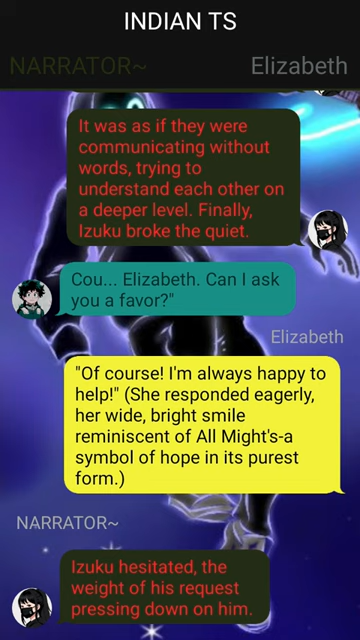 INDIAN TS
NARRATOR~
Elizabeth
It was as if they were
communicating without
words, trying to
understand each other on
a deeper level. Finally,
Izuku broke the quiet.
Cou... Elizabeth. Can I ask
you a favor?"
Elizabeth
"Of course! I'm always happy to
help!" (She responded eagerly,
her wide, bright smile
reminiscent of All Might's-a
symbol of hope in its purest
form.)
NARRATOR~
Izuku hesitated, the
weight of his request
pressing down on him.